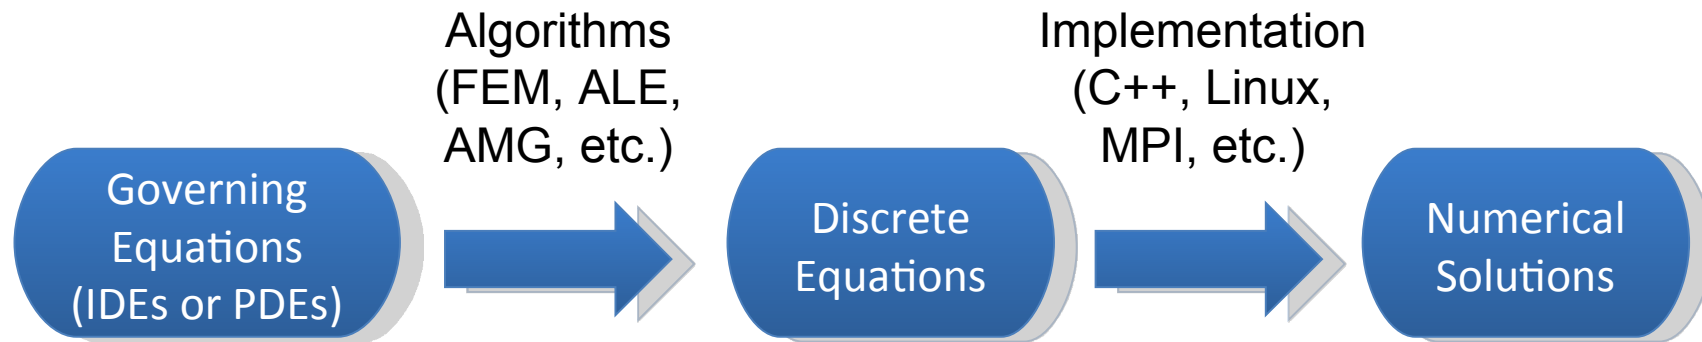 Governing
Equations
(IDEs or PDEs)
Algorithms
(FEM, ALE,
AMG, etc.)
Discrete
Equations
Implementation
(C++, Linux,
MPI, etc.)
Numerical
Solutions